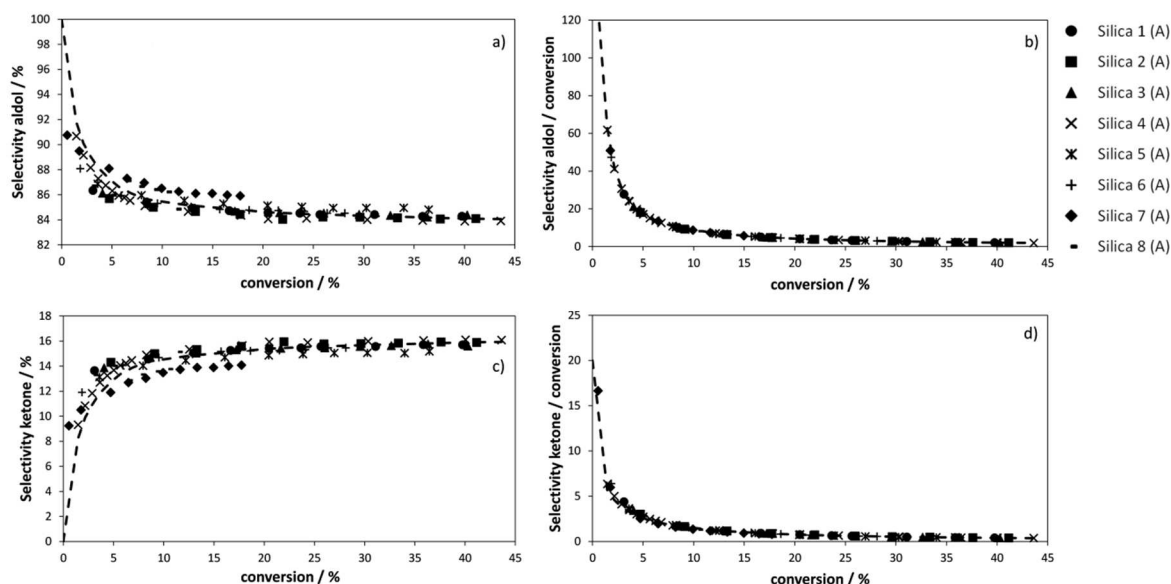 100
98
96
94
92
90
88
86
84
82
Selectivity aldol / %
a)
0 5 10 15 20 25 30 35 40 45
conversion / %
120
100
80
60
40
20
0
Selectivity aldol / conversion
b)
0 5 10 15 20 25 30 35 40 45
conversion / %
Silica 1 (A)
Silica 2 (A)
Silica 3 (A)
Silica 4 (A)
Silica 5 (A)
Silica 6 (A)
Silica 7 (A)
Silica 8 (A)
18
16
14
12
10
8
6
4
2
0
Selectivity ketone / %
c)
0 5 10 15 20 25 30 35 40 45
conversion / %
25
20
15
10
5
0
Selectivity ketone / conversion
d)
0 5 10 15 20 25 30 35 40 45
conversion / %